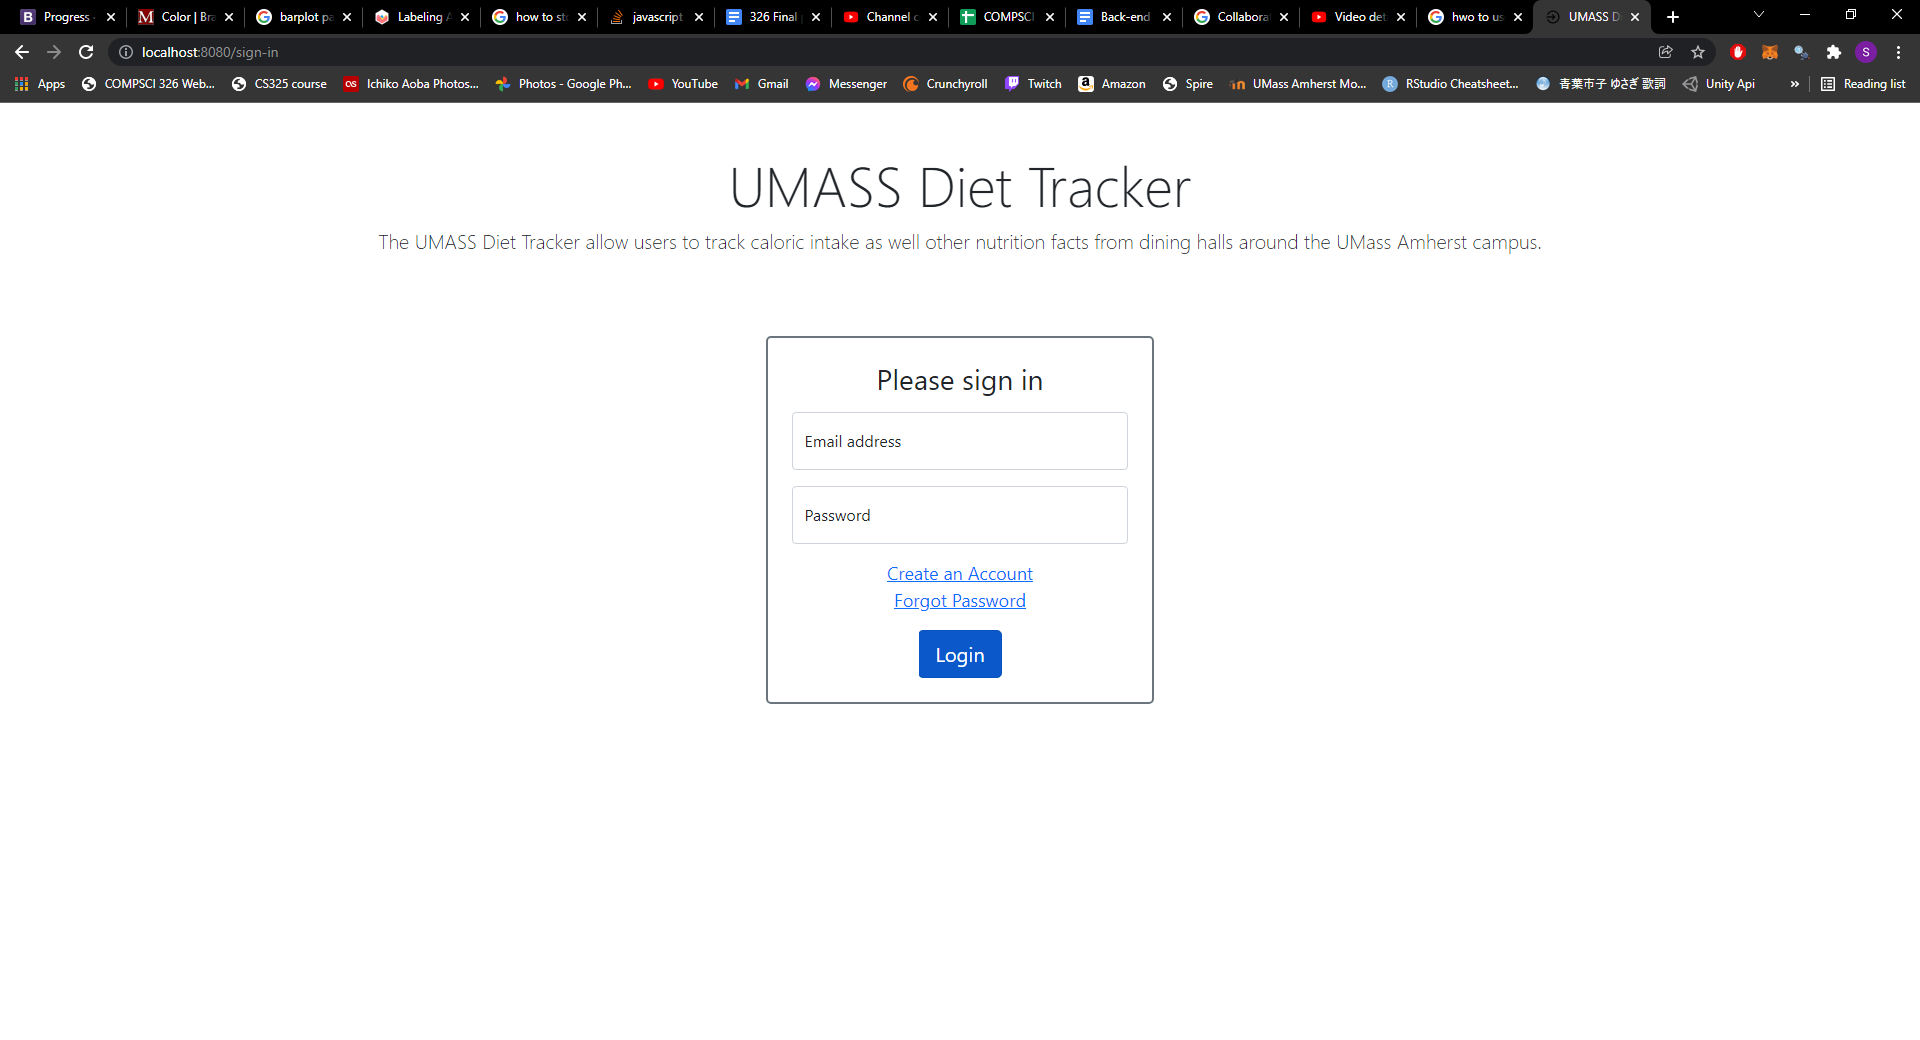 Progress
Color | Bra
barplot pa
Labeling A
how to sto
javascript
326 Final
Channel c
COMPSCI
Back-end
Collaborat
Video det
hwo to us
UMASS D
localhost:8080/sign-in
S
Apps
COMPSCI 326 Web...
CS325 course
Ichiko Aoba Photos...
Photos - Google Ph...
YouTube
Gmail
Messenger
Crunchyroll
Twitch
Amazon
Spire
UMass Amherst Mo...
RStudio Cheatsheet...
青葉市子 ゆさぎ 歌詞
Unity Api
»
Reading list
UMASS Diet Tracker
The UMASS Diet Tracker allow users to track caloric intake as well other nutrition facts from dining halls around the UMass Amherst campus.
Please sign in
Email address
Password
Create an Account
Forgot Password
Login